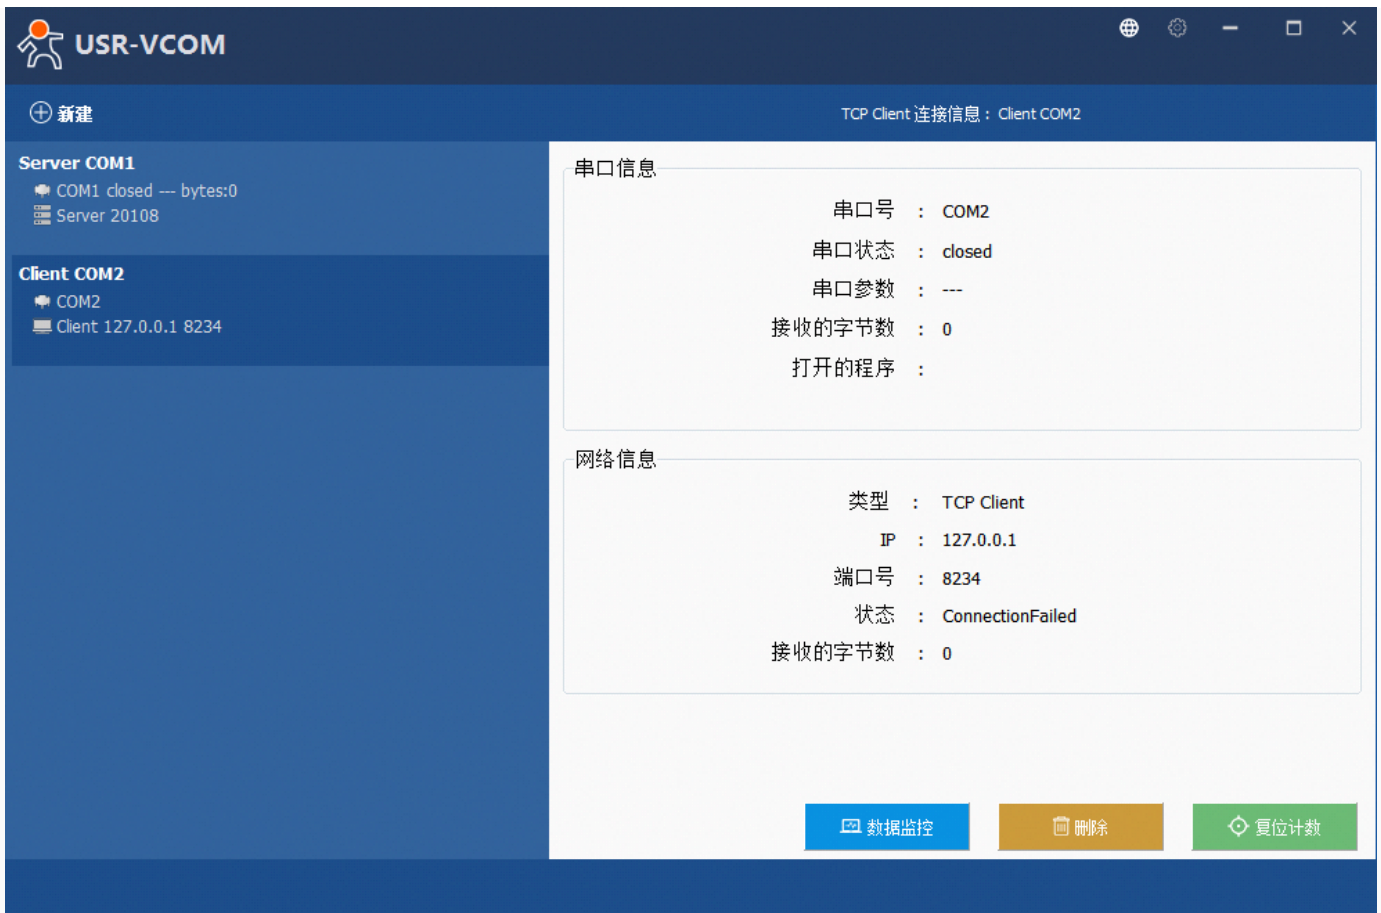 USR-VCOM
新建
TCP Client 连接信息： Client COM2
Server COM1
COM1 closed --- bytes:0
Server 20108
Client COM2
COM2
Client 127.0.0.1 8234
串口信息
串口号 : COM2
串口状态 : closed
串口参数 : ---
接收的字节数 : 0
打开的程序 :
网络信息
类型 : TCP Client
IP : 127.0.0.1
端口号 : 8234
状态 : ConnectionFailed
接收的字节数 : 0
数据监控
删除
复位计数